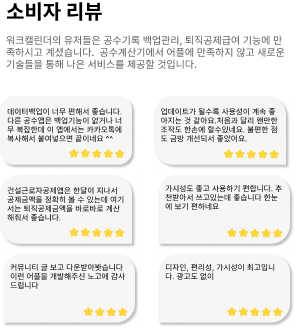 소비자 리뷰
워크캘린더의 유저들은 공수기록 백업관리, 퇴직공제급여 기능에 만
족하시고 계셨습니다. 공수계산기에서 어플에 만족하지 않고 새로운
기술들을 통해 나은 서비스를 제공할 것입니다.
데이터백업이 너무 편해서 좋습니다.
다른 공수앱은 백업기능이 없거나 너
무 복잡한데 이 앱에서는 카카오톡에
복사해서 붙여넣으면 끝이네요 ^^
업데이트가 될수록 사용성이 계속 좋
아지는 것 같아요.처음과 달리 웬만한
조작도 한손에 할수있네요. 불편한 점
도 금방 개선되서 좋았어요.
건설근로자공제앱은 한달이 지나서
공제금액을 정확히 볼 수 있는데 여기
서는 퇴직공제금액을 바로바로 계산
해줘서 좋습니다.
가시성도 좋고 사용하기 편합니다. 추
천받아서 쓰고있는데 좋습니다 한눈
에 보기 편하네요
커뮤니티 글 보고 다운받아봣습니다
이런 어플을 개발해주신 노고에 감사
드립니다
디자인, 편리성, 가시성이 최고입니
다. 광고도 없이